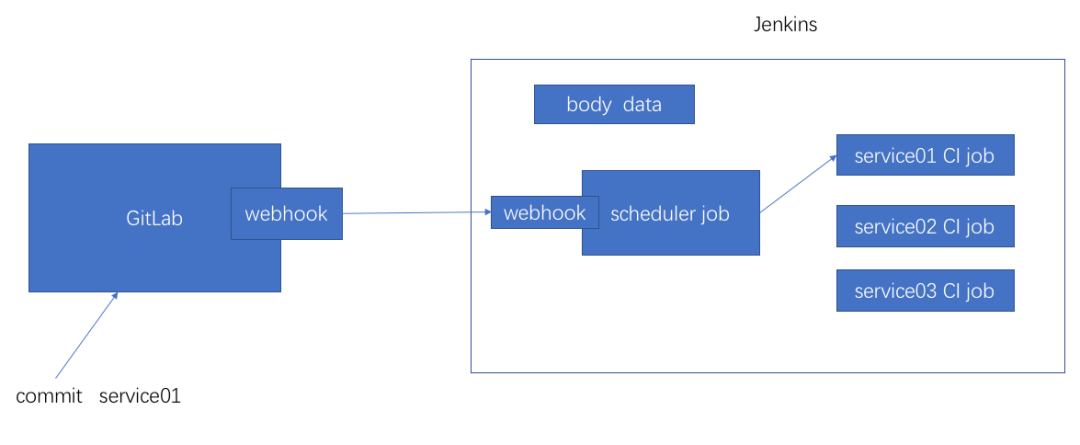 Jenkins
body data
service01 CI job
GitLab
webhook
webhook
scheduler job
service02 CI job
service03 CI job
commit service01